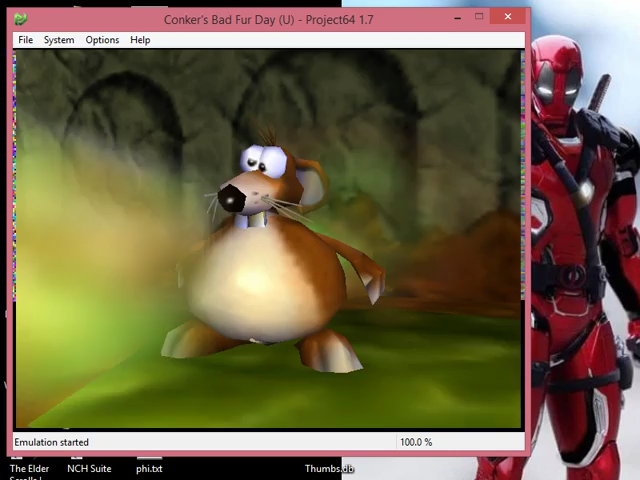 Conker's Bad Fur Day (U) - Project64 1.7
File System Options Help
Emulation started 100.0 %
The Elder NCH Suite phi.txt Thumbs.db
Scrolls I